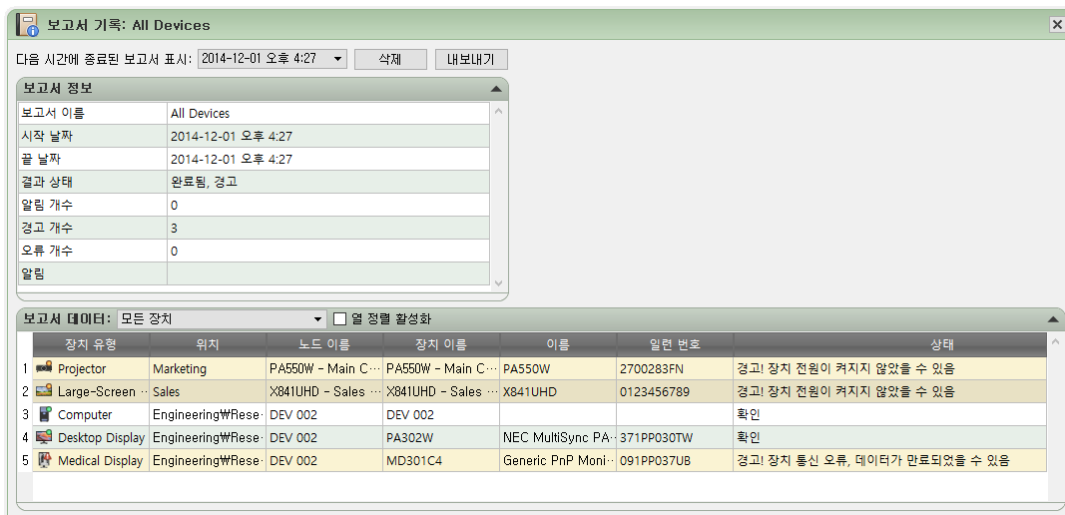 보고서 기록: All Devices
다음 시간에 종료된 보고서 표시: 2014-12-01 오후 4:27 삭제 내보내기
보고서 정보
보고서 이름 All Devices
시작 날짜 2014-12-01 오후 4:27
끝 날짜 2014-12-01 오후 4:27
결과 상태 완료됨, 경고
알림 개수 0
경고 개수 3
오류 개수 0
알림
보고서 데이터: 모든 장치 열 정렬 활성화
장치 유형 위치 노드 이름 장치 이름 이름 일련 번호 상태
1 Projector Marketing PA550W - Main C··· PA550W - Main C··· PA550W 2700283FN 경고! 장치 전원이 켜지지 않았을 수 있음
2 Large-Screen ·· Sales X841UHD - Sales ··· X841UHD - Sales ··· X841UHD 0123456789 경고! 장치 전원이 켜지지 않았을 수 있음
3 Computer Engineering₩Rese· DEV 002 DEV 002 확인
4 Desktop Display Engineering₩Rese· DEV 002 PA302W NEC MultiSync PA·· 371PP030TW 확인
5 Medical Display Engineering₩Rese· DEV 002 MD301C4 Generic PnP Moni·· 091PP037UB 경고! 장치 통신 오류, 데이터가 만료되었을 수 있음